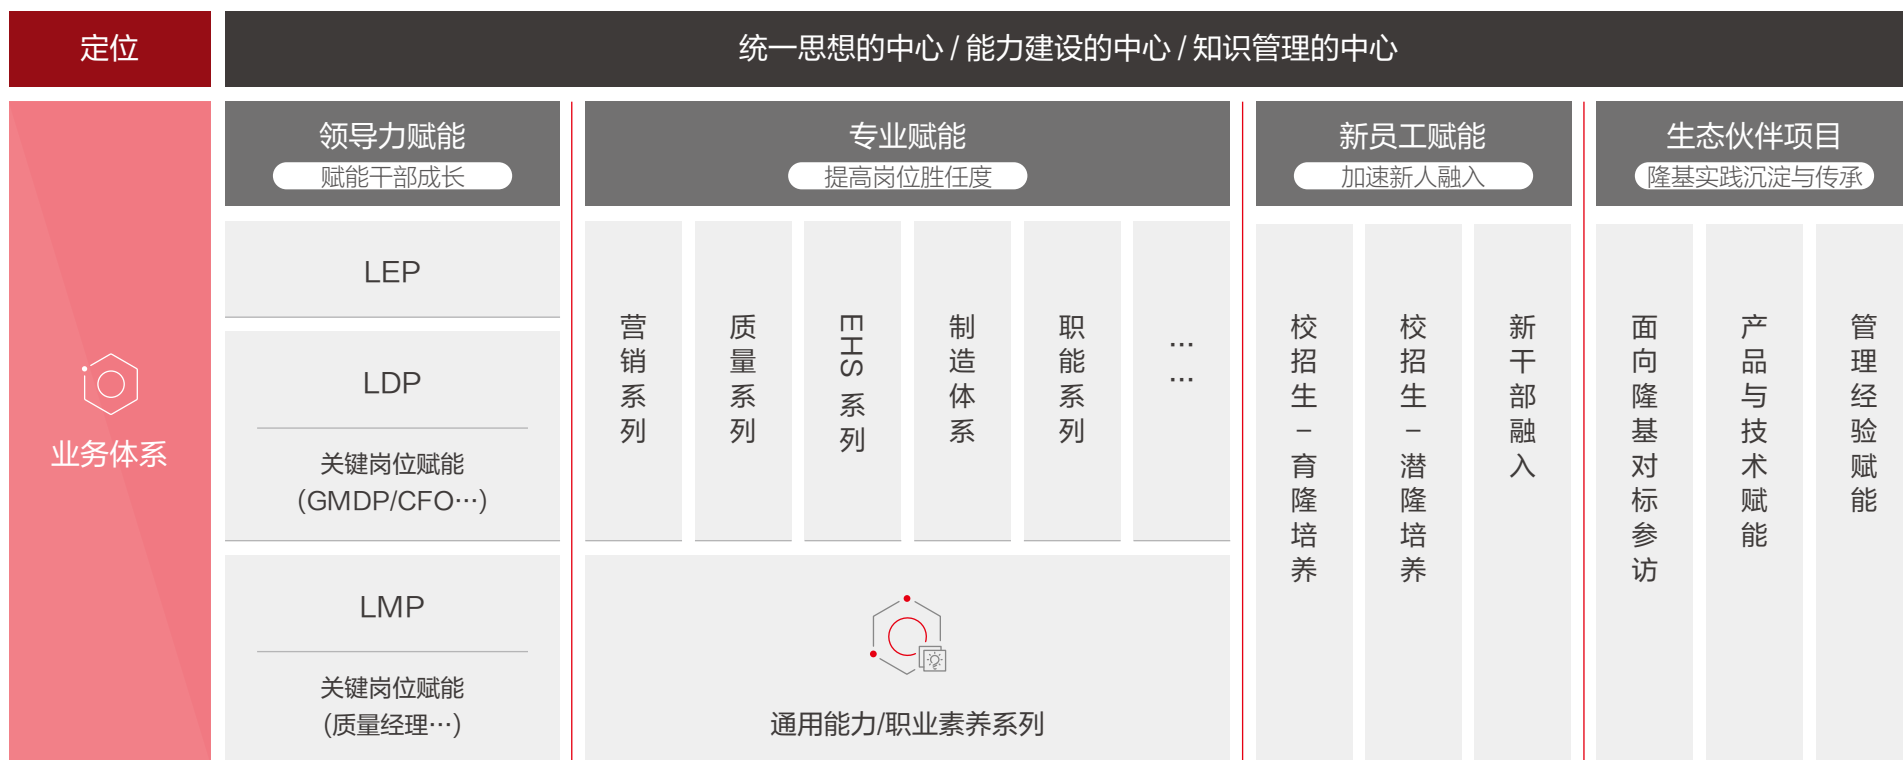 定位
统一思想的中心 / 能力建设的中心 / 知识管理的中心
业务体系
领导力赋能
赋能干部成长
LEP
LDP
关键岗位赋能
(GMDP/CFO···)
LMP
关键岗位赋能
(质量经理···)
专业赋能
提高岗位胜任度
营销系列
质量系列
EHS 系列
制造体系
职能系列
……
通用能力/职业素养系列
新员工赋能
加速新人融入
校招生–育隆培养
校招生–潜隆培养
新干部融入
生态伙伴项目
隆基实践沉淀与传承
面向隆基对标参访
产品与技术赋能
管理经验赋能